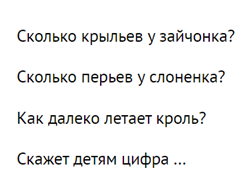 Сколько крыльев у зайчонка?
Сколько перьев у слоненка?
Как далеко летает кроль?
Скажет детям цифра ...